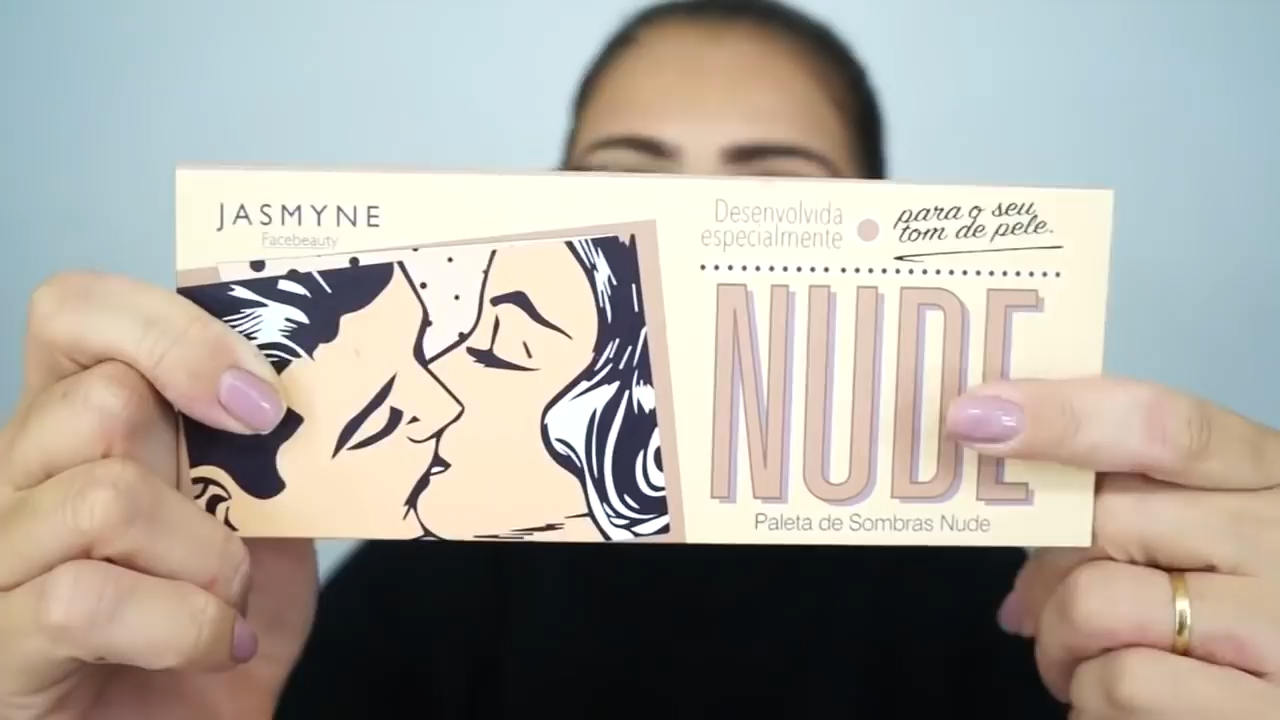 JASMYNE
Facebeauty
Desenvolvida
especialmente
para o seu
tom de pele.
NUDE
Paleta de Sombras Nude